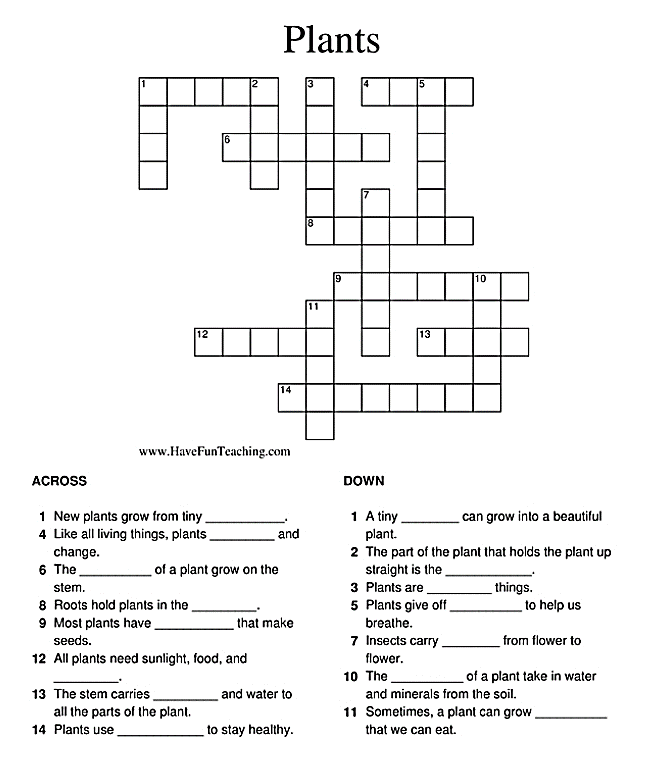 Plants
1 2 3 4 5
6
7
8
9 10
11
12 13
14
www.HaveFunTeaching.com
ACROSS
1 New plants grow from tiny ___________.
4 Like all living things, plants _________ and
change.
6 The __________ of a plant grow on the
stem.
8 Roots hold plants in the _________.
9 Most plants have ___________ that make
seeds.
12 All plants need sunlight, food, and
_________.
13 The stem carries _________ and water to
all the parts of the plant.
14 Plants use ____________ to stay healthy.
DOWN
1 A tiny ________ can grow into a beautiful
plant.
2 The part of the plant that holds the plant up
straight is the ____________.
3 Plants are _________ things.
5 Plants give off __________ to help us
breathe.
7 Insects carry ________ from flower to
flower.
10 The __________ of a plant take in water
and minerals from the soil.
11 Sometimes, a plant can grow __________
that we can eat.